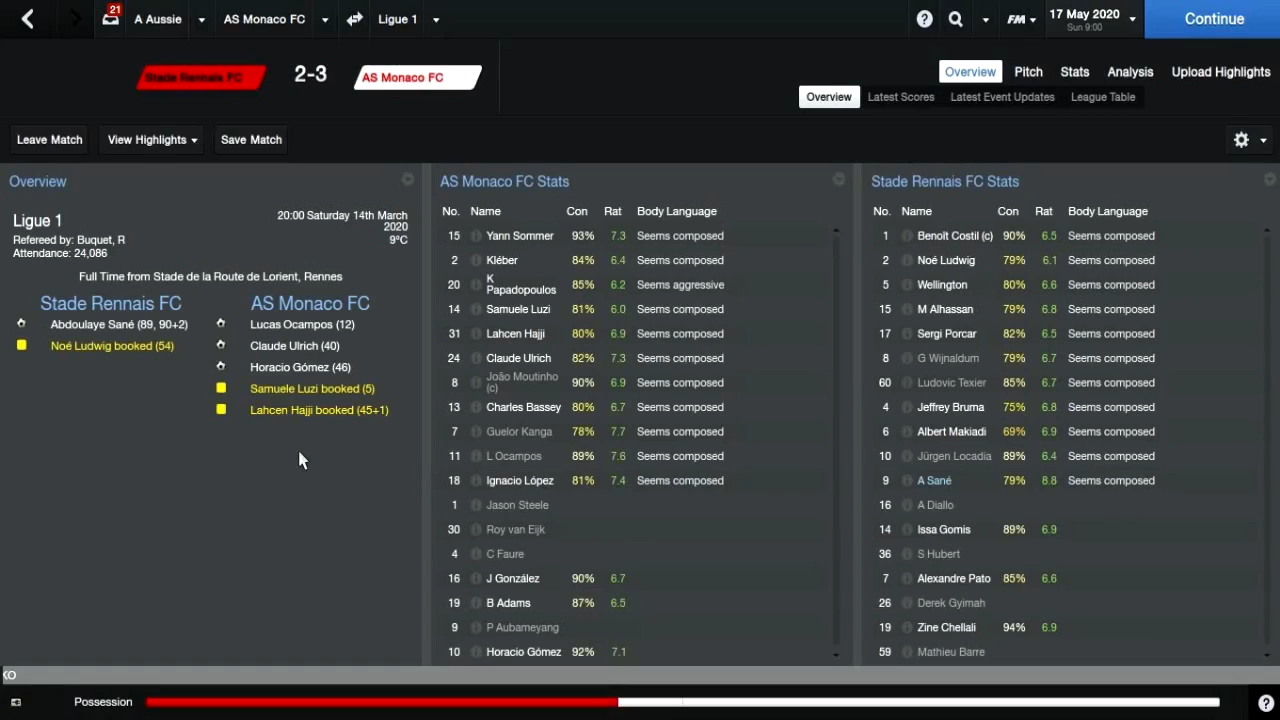 21
A Aussie
AS Monaco FC
Ligue 1
FM
17 May 2020
Sun 9:00
Continue
Stade Rennais FC
2-3
AS Monaco FC
Overview Pitch Stats Analysis Upload Highlights
Overview Latest Scores Latest Event Updates League Table
Leave Match View Highlights Save Match
Overview
Ligue 1
20:00 Saturday 14th March
2020
Refereed by: Buquet, R
9°C
Attendance: 24,086
Full Time from Stade de la Route de Lorient, Rennes
Stade Rennais FC AS Monaco FC
Abdoulaye Sané (89, 90+2) Lucas Ocampos (12)
Noé Ludwig booked (54) Claude Ulrich (40)
Horacio Gómez (46)
Samuele Luzi booked (5)
Lahcen Hajji booked (45+1)
AS Monaco FC Stats
No. Name Con Rat Body Language
15 Yann Sommer 93% 7.3 Seems composed
2 Kléber 84% 6.4 Seems composed
20 K Papadopoulos 85% 6.2 Seems aggressive
14 Samuele Luzi 81% 6.0 Seems composed
31 Lahcen Hajji 80% 6.9 Seems composed
24 Claude Ulrich 82% 7.3 Seems composed
8 João Moutinho (c) 90% 6.9 Seems composed
13 Charles Bassey 80% 6.7 Seems composed
7 Guelor Kanga 78% 7.7 Seems composed
11 L Ocampos 89% 7.6 Seems composed
18 Ignacio López 81% 7.4 Seems composed
1 Jason Steele
30 Roy van Eijk
4 C Faure
16 J González 90% 6.7
19 B Adams 87% 6.5
9 P Aubameyang
10 Horacio Gómez 92% 7.1
Stade Rennais FC Stats
No. Name Con Rat Body Language
1 Benoît Costil (c) 90% 6.5 Seems composed
2 Noé Ludwig 79% 6.1 Seems composed
5 Wellington 80% 6.6 Seems composed
15 M Alhassan 79% 6.8 Seems composed
17 Sergi Porcar 82% 6.5 Seems composed
8 G Wijnaldum 79% 6.7 Seems composed
60 Ludovic Texier 85% 6.7 Seems composed
4 Jeffrey Bruma 75% 6.8 Seems composed
6 Albert Makiadi 69% 6.9 Seems composed
10 Jürgen Locadia 89% 6.4 Seems composed
9 A Sané 79% 8.8 Seems composed
16 A Diallo
14 Issa Gomis 89% 6.9
36 S Hubert
7 Alexandre Pato 85% 6.6
26 Derek Gyimah
19 Zine Chellali 94% 6.9
59 Mathieu Barre
KO
Possession